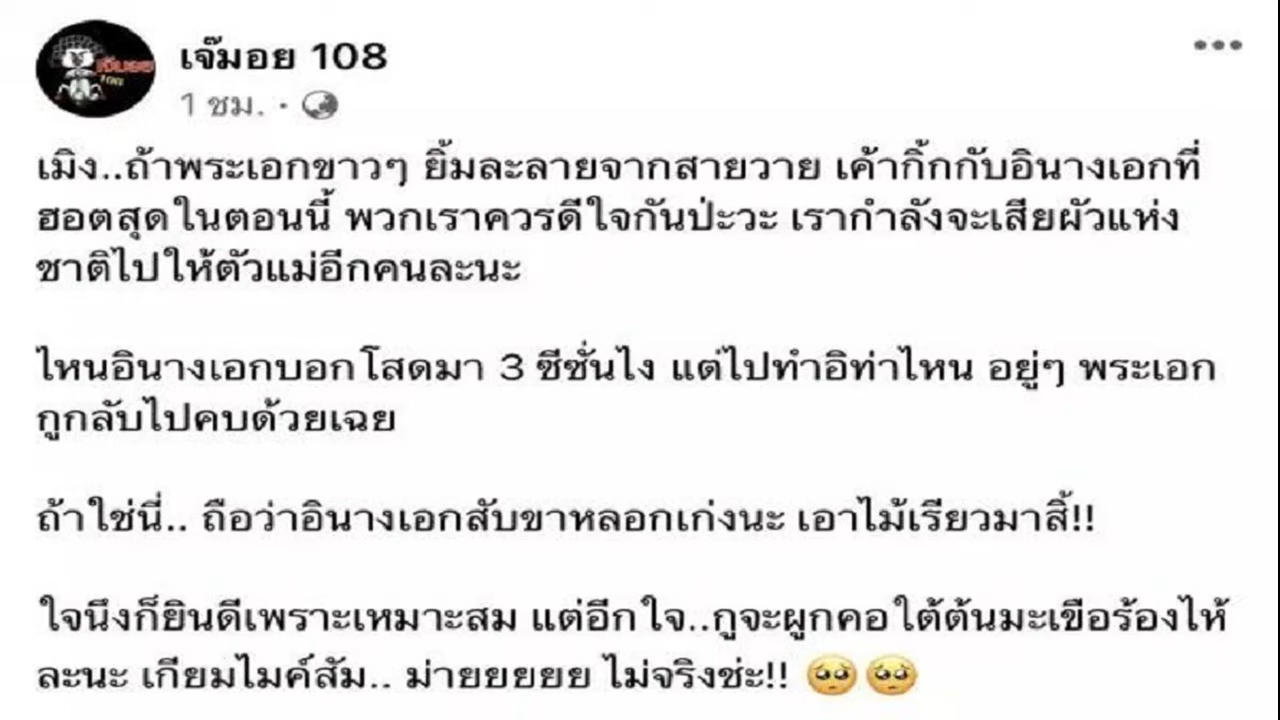 เจ๊มอย 108
1 ชม. ·
เมิง..ถ้าพระเอกขาวๆ ยิ้มละลายจากสายวาย เค้ากิ้กกับอินางเอกที่
ฮอตสุดในตอนนี้ พวกเราควรดีใจกันป่ะวะ เรากำลังจะเสียผัวแห่ง
ชาติไปให้ตัวแม่อีกคนละนะ
ไหนอินางเอกบอกโสดมา 3 ซีซั่นไง แต่ไปทำอิท่าไหน อยู่ๆ พระเอก
กูกลับไปคบด้วยเฉย
ถ้าใช่นี่.. ถือว่าอินางเอกสับขาหลอกเก่งนะ เอาไม้เรียวมาสิ้!!
ใจนึงก็ยินดีเพราะเหมาะสม แต่อีกใจ..กูจะผูกคอใต้ต้นมะเขือร้องไห้
ละนะ เกียมไมค์สัม.. ม่ายยยยย ไม่จริงช่ะ!! 🥺🥺